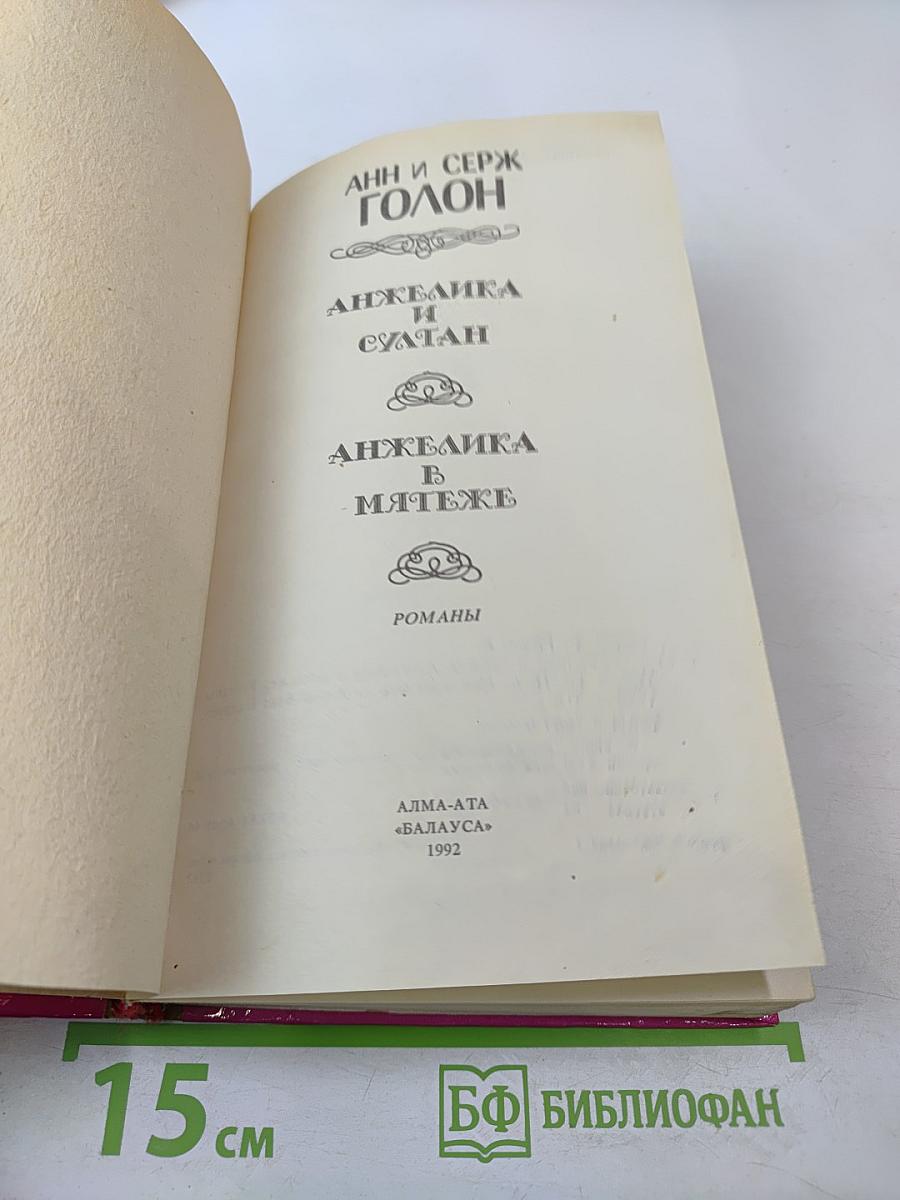 АНН И СЕРЖ
ГОЛОН
АНЖЕЛИКА
И
СУЛТАН
АНЖЕЛИКА
В
МЯТЕЖЕ
РОМАНЫ
АЛМА-АТА
«БАЛАУСА»
1992
15 см
БФ БИБЛИОФАН